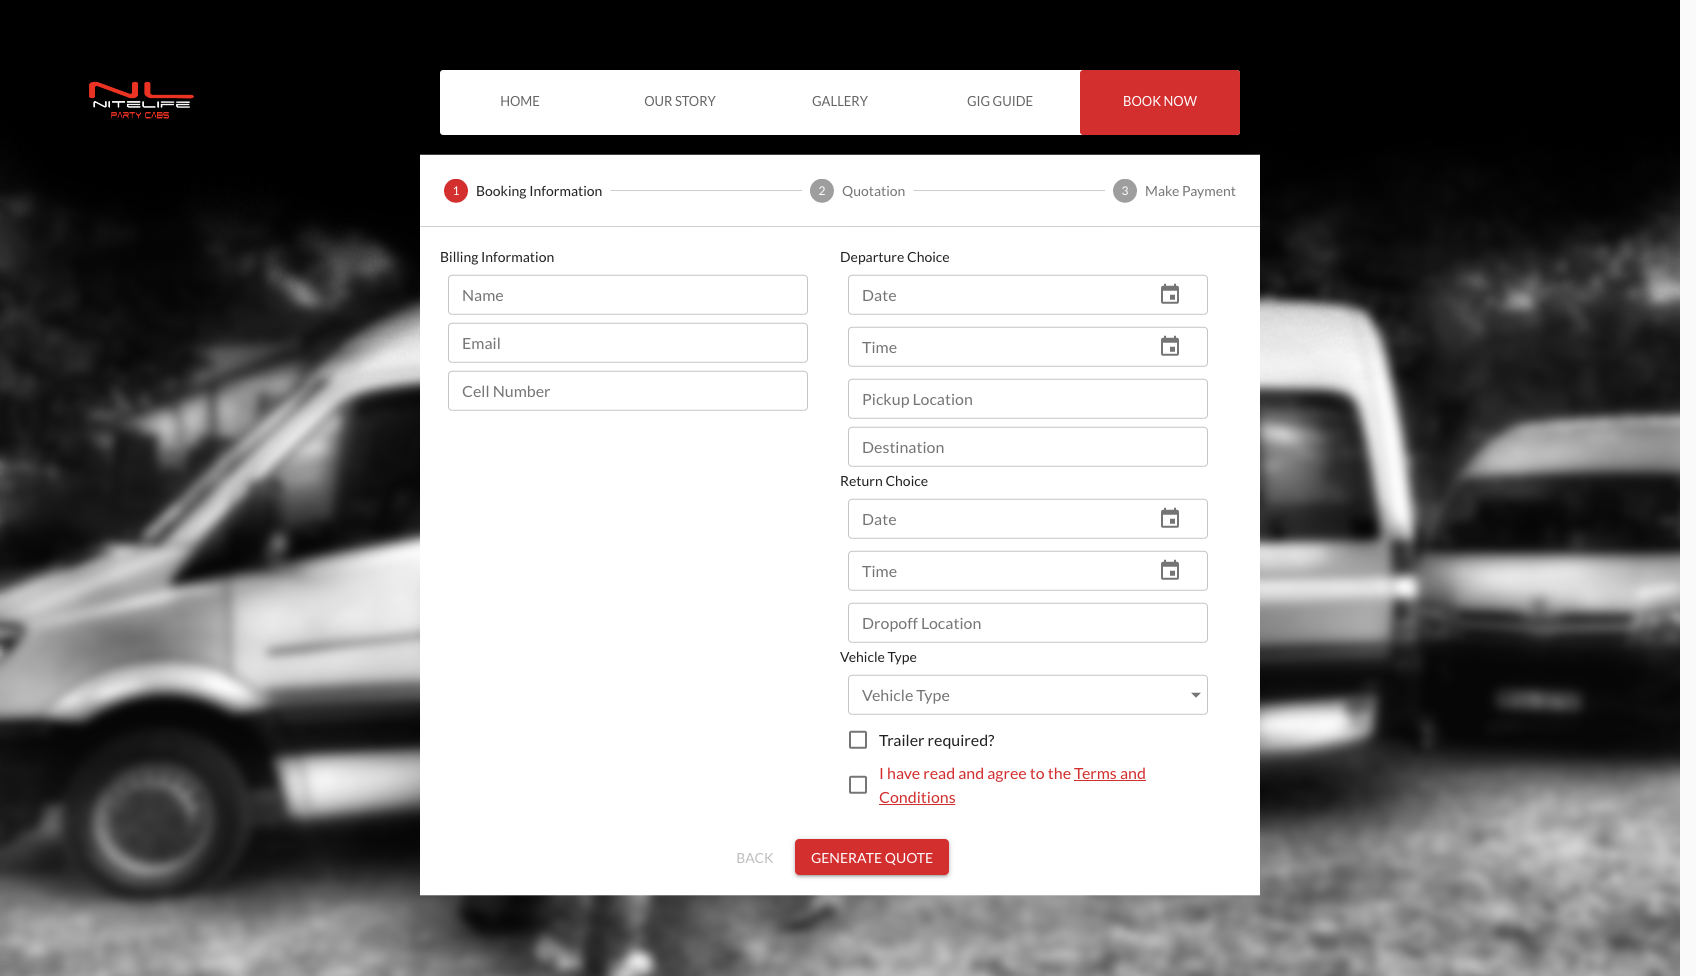 NL
NITELIFE
PARTY CABS
HOME
OUR STORY
GALLERY
GIG GUIDE
BOOK NOW
1 Booking Information
2 Quotation
3 Make Payment
Billing Information
Name
Email
Cell Number
Departure Choice
Date
Time
Pickup Location
Destination
Return Choice
Date
Time
Dropoff Location
Vehicle Type
Vehicle Type
Trailer required?
I have read and agree to the Terms and
Conditions
BACK
GENERATE QUOTE